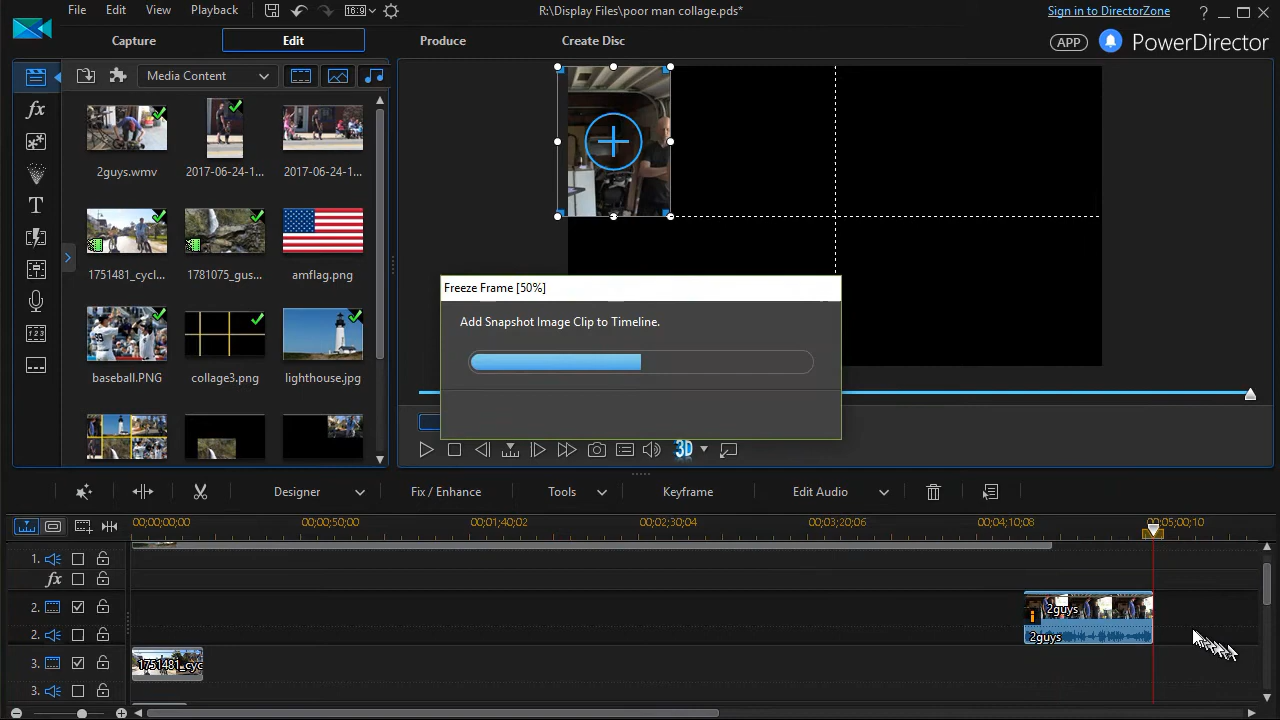 File Edit View Playback 16:9 R:\Display Files\poor man collage.pds* Sign in to DirectorZone ?
Capture Edit Produce Create Disc APP PowerDirector
Media Content
fx
T
2guys.wmv 2017-06-24-1... 2017-06-24-1...
1751481_cycl... 1781075_gus... amflag.png
baseball.PNG collage3.png lighthouse.jpg
Freeze Frame [50%]
Add Snapshot Image Clip to Timeline.
3D
Designer Fix / Enhance Tools Keyframe Edit Audio
00;00;00;00 00;00;50;00 00;01;40;02 00;02;30;04 00;03;20;06 00;04;10;08 00;05;00;10
1.
fx
2. 2guys
2. 2guys
3. 1751481_cyc
3.